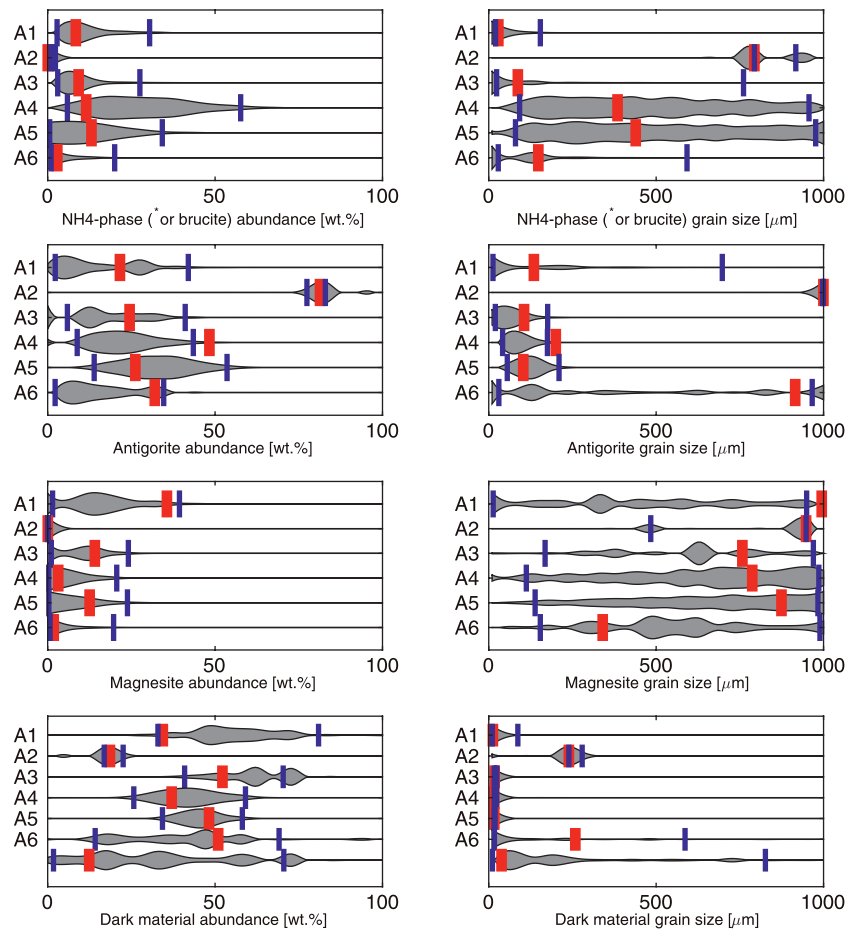 A1
A2
A3
A4
A5
A6
0 50 100
NH4-phase (* or brucite) abundance [wt.%]
A1
A2
A3
A4
A5
A6
0 500 1000
NH4-phase (* or brucite) grain size [μm]
A1
A2
A3
A4
A5
A6
0 50 100
Antigorite abundance [wt.%]
A1
A2
A3
A4
A5
A6
0 500 1000
Antigorite grain size [μm]
A1
A2
A3
A4
A5
A6
0 50 100
Magnesite abundance [wt.%]
A1
A2
A3
A4
A5
A6
0 500 1000
Magnesite grain size [μm]
A1
A2
A3
A4
A5
A6
0 50 100
Dark material abundance [wt.%]
A1
A2
A3
A4
A5
A6
0 500 1000
Dark material grain size [μm]